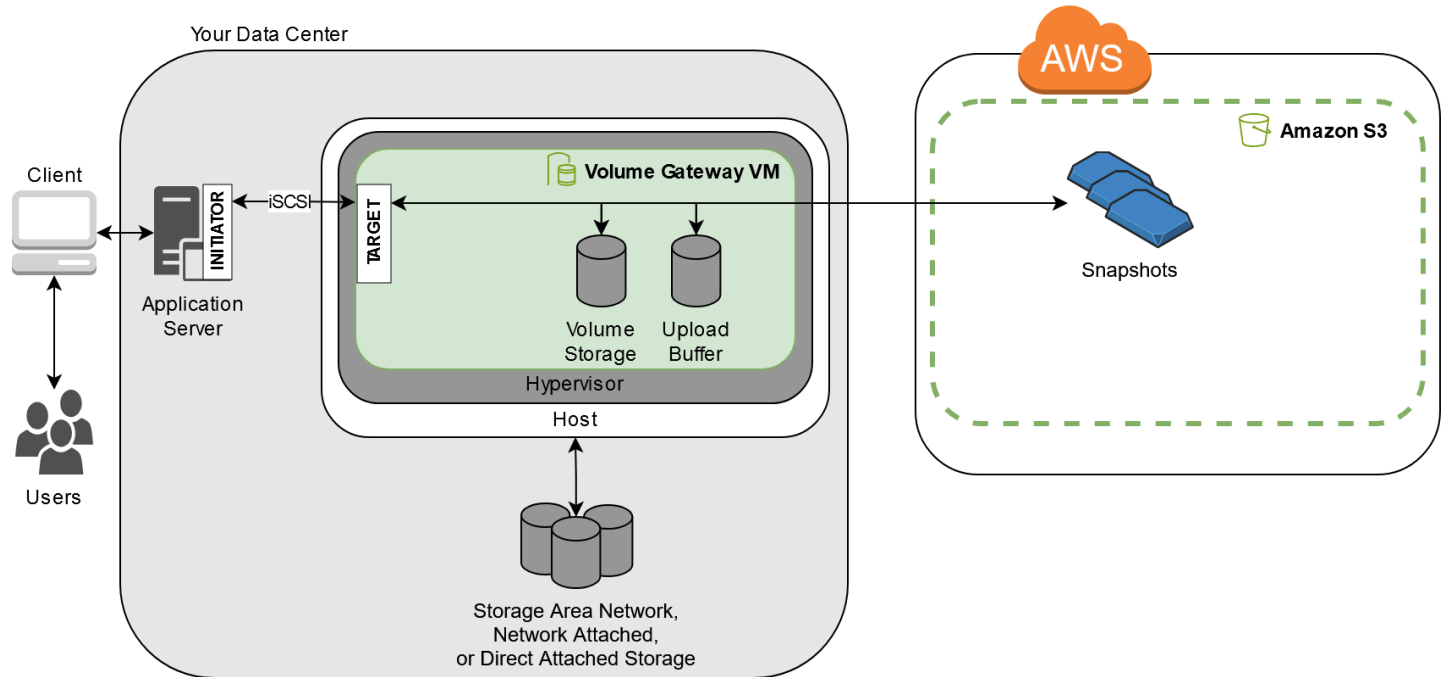 Your Data Center
AWS
Amazon S3
Volume Gateway VM
Client
INITIATOR
iSCSI
TARGET
Snapshots
Application
Server
Volume
Storage
Upload
Buffer
Hypervisor
Host
Users
Storage Area Network,
Network Attached,
or Direct Attached Storage